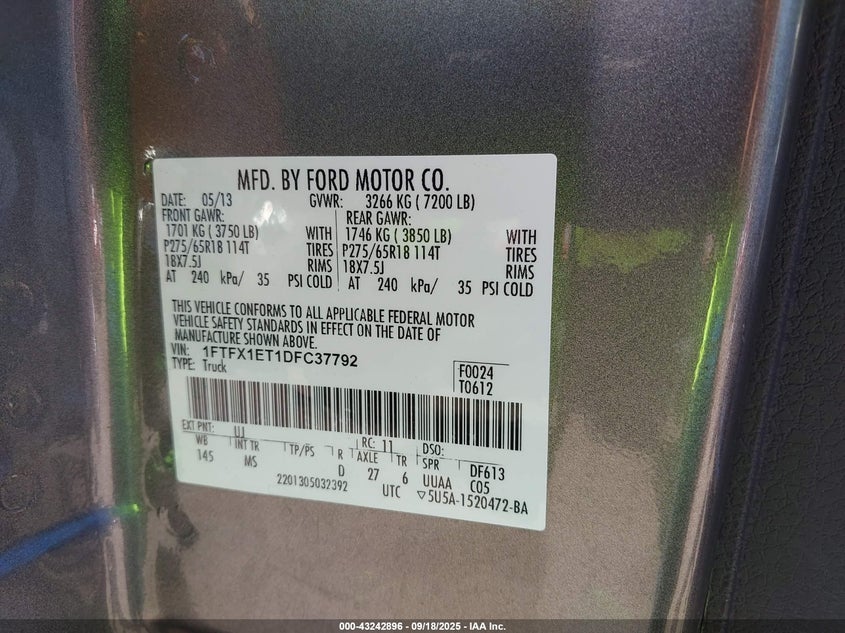 MFD. BY FORD MOTOR CO.
DATE: 05/13 GVWR: 3266 KG ( 7200 LB)
FRONT GAWR: REAR GAWR:
1701 KG ( 3750 LB) WITH 1746 KG ( 3850 LB) WITH
P275/65R18 114T TIRES P275/65R18 114T TIRES
18X7.5J RIMS 18X7.5J RIMS
AT 240 kPa/ 35 PSI COLD AT 240 kPa/ 35 PSI COLD
THIS VEHICLE CONFORMS TO ALL APPLICABLE FEDERAL MOTOR
VEHICLE SAFETY STANDARDS IN EFFECT ON THE DATE OF
MANUFACTURE SHOWN ABOVE.
VIN: 1FTFX1ET1DFC37792 F0024
TYPE: Truck T0612
EXT PNT: UJ RC: 11 DSO:
WB INT TR TP/PS R AXLE TR SPR DF613
145 MS D 27 6 UUAA C05
2201305032392 UTC ▽5U5A-1520472-BA
000-43242896 - 09/18/2025 - IAA Inc.